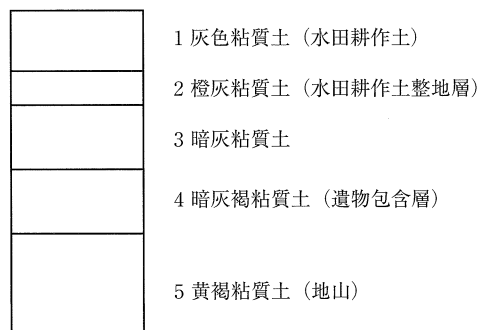 1 灰色粘質土（水田耕作土）
2 橙灰粘質土（水田耕作土整地層）
3 暗灰粘質土
4 暗灰褐粘質土（遺物包含層）
5 黄褐粘質土（地山）